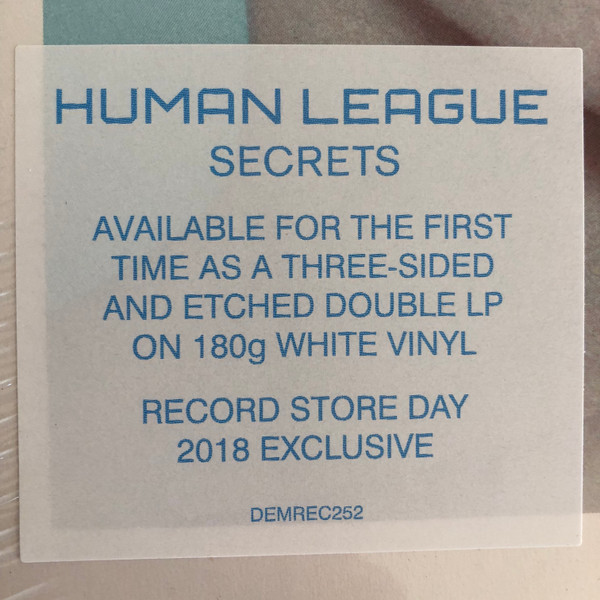 HUMAN LEAGUE
SECRETS
AVAILABLE FOR THE FIRST
TIME AS A THREE-SIDED
AND ETCHED DOUBLE LP
ON 180g WHITE VINYL
RECORD STORE DAY
2018 EXCLUSIVE
DEMREC252